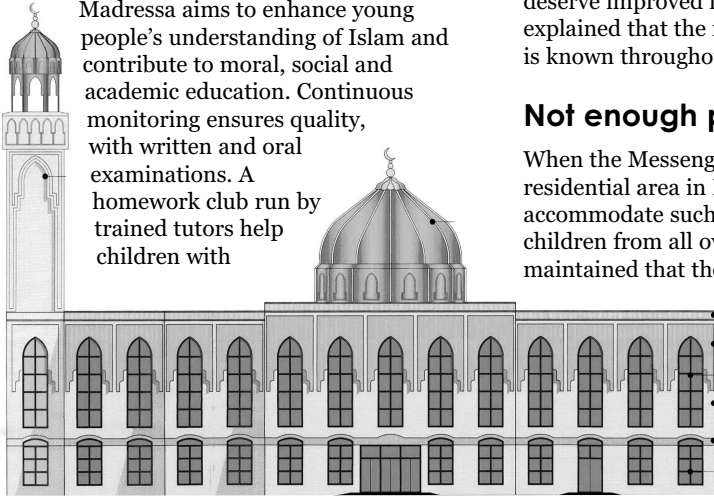 Madressa aims to enhance young
people's understanding of Islam and
contribute to moral, social and
academic education. Continuous
monitoring ensures quality,
with written and oral
examinations. A
homework club run by
trained tutors help
children with
deserve improved
explained that the
is known througho
Not enough p
When the Messeng
residential area in
accommodate such
children from all ov
maintained that the